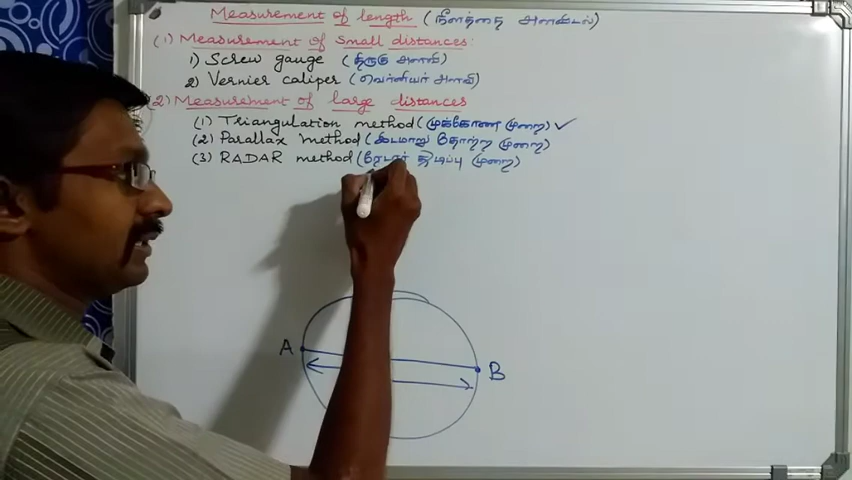 Measurement of length (நீளத்தை அளவிடல்)
(1) Measurement of Small distances:
1) Screw gauge (திருகு அளவி)
2) Vernier caliper (வெர்னியர் அளவி)
(2) Measurement of large distances
(1) Triangulation method (முக்கோண முறை) ✓
(2) Parallax method (இடமாறு தோற்ற முறை)
(3) RADAR method (ரேடார் துடிப்பு முறை)
A
B